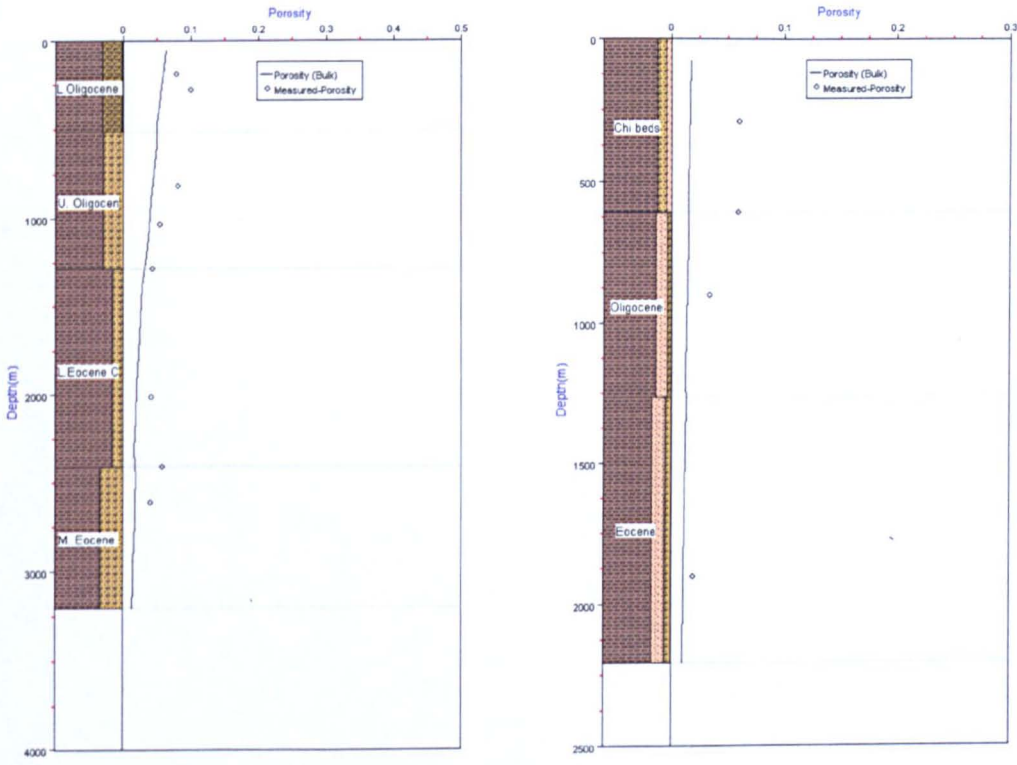 Porosity
0.1 0.2 0.3 0.4 0.5
0
1000
2000
3000
4000
Depth(m)
L Oligocene
U. Oligocen
L.Eocene C
M. Eocene
Porosity (Bulk)
Measured-Porosity
Porosity
0 0.1 0.2 0.3
0
500
1000
1500
2000
2500
Depth(m)
Chi beds
Oligocene
Eocene
Porosity (Bulk)
Measured-Porosity